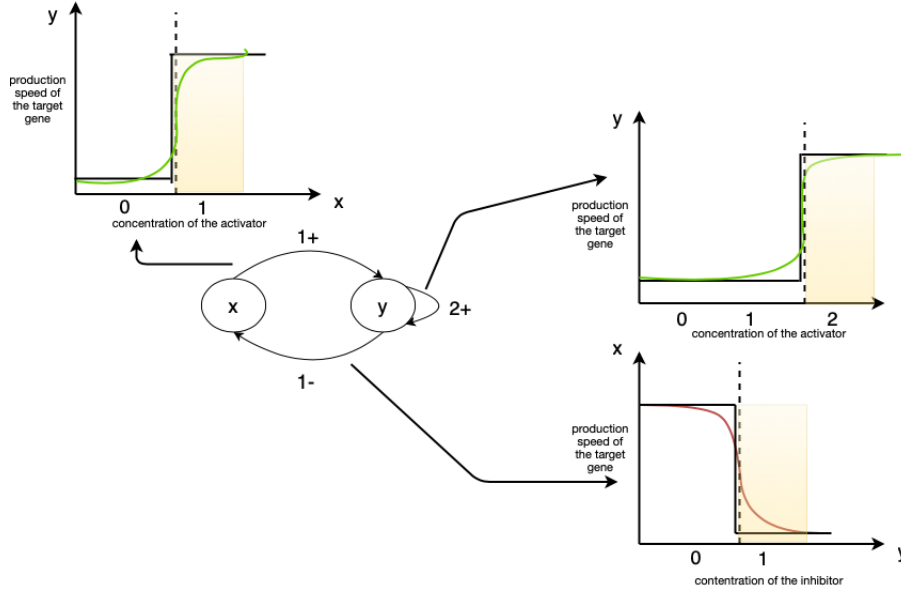 y
production
speed of
the target
gene
0
1
x
concentration of the activator
1+
x
y
2+
1-
y
production
speed of
the target
gene
0
1
2
concentration of the activator
x
production
speed of
the target
gene
0
1
y
contentration of the inhibitor